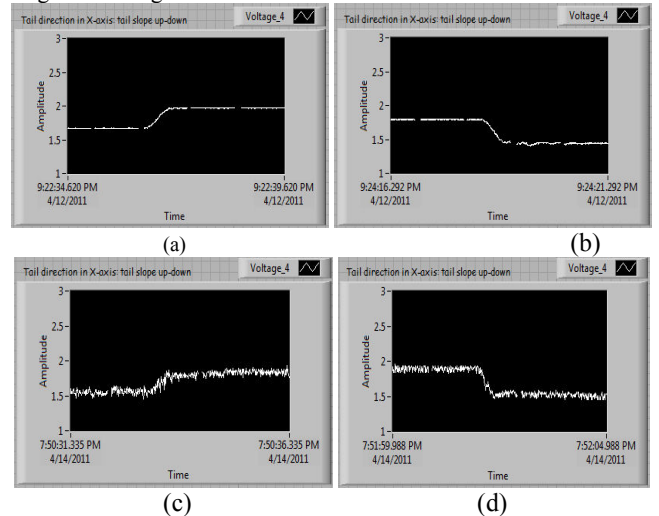 Tail direction in X-axis: tail slope up-down
Voltage_4
3-
2.5-
2-
1.5-
1-
Amplitude
9:22:34.620 PM
4/12/2011
9:22:39.620 PM
4/12/2011
Time
(a)
Tail direction in X-axis: tail slope up-down
Voltage_4
3-
2.5-
2-
1.5-
1-
Amplitude
9:24:16.292 PM
4/12/2011
9:24:21.292 PM
4/12/2011
Time
(b)
Tail direction in X-axis: tail slope up-down
Voltage_4
3-
2.5-
2-
1.5-
1-
Amplitude
7:50:31.335 PM
4/14/2011
7:50:36.335 PM
4/14/2011
Time
(c)
Tail direction in X-axis: tail slope up-down
Voltage_4
3-
2.5-
2-
1.5-
1-
Amplitude
7:51:59.988 PM
4/14/2011
7:52:04.988 PM
4/14/2011
Time
(d)